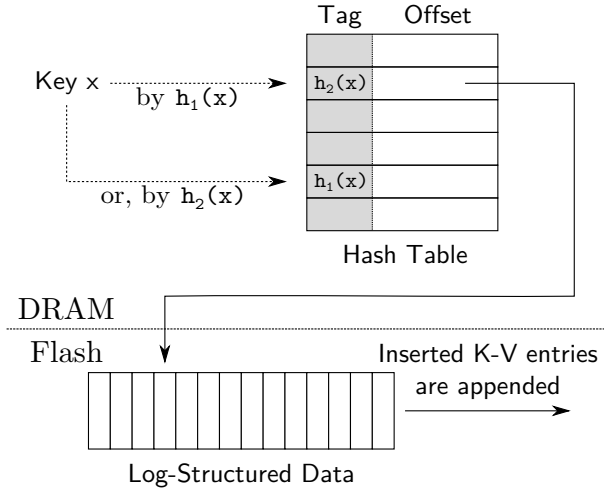 Tag Offset
Key x
by h₁(x)
h₂(x)
or, by h₂(x)
h₁(x)
Hash Table
DRAM
Flash
Inserted K-V entries
are appended
Log-Structured Data